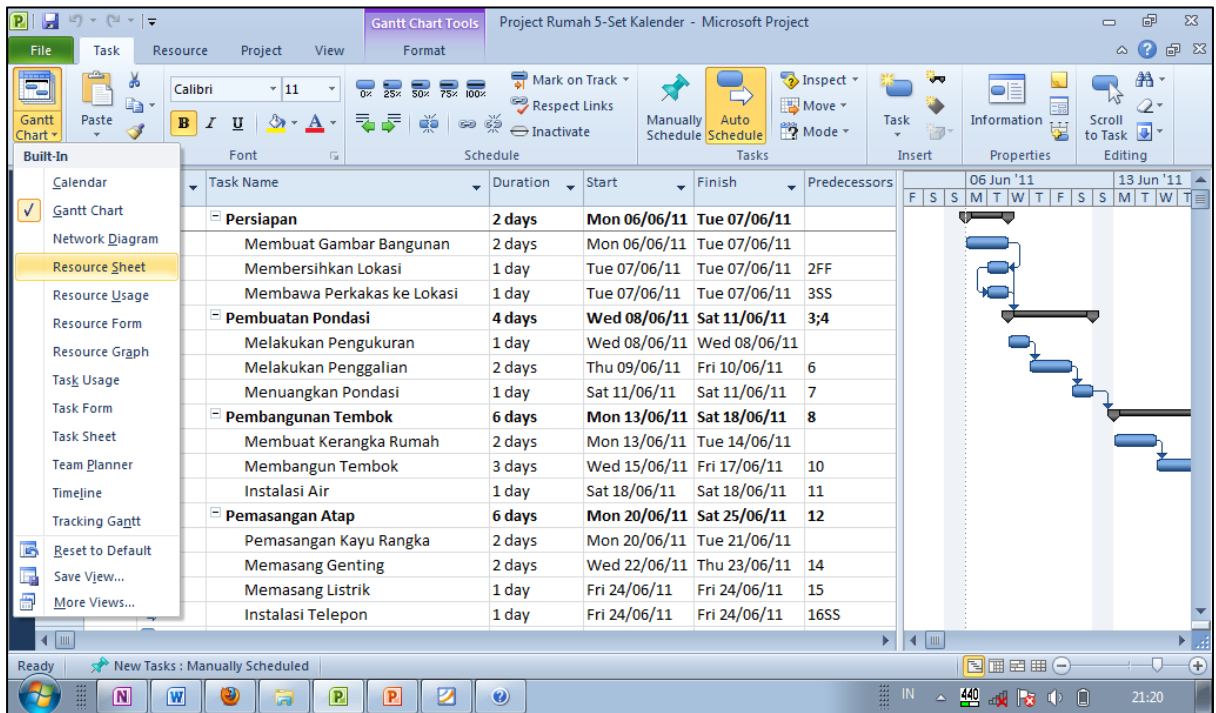 Gantt Chart Tools
Project Rumah 5-Set Kalender - Microsoft Project
File Task Resource Project View Format
Gantt Chart
Paste
Calibri 11
B I U A
0% 25% 50% 75% 100%
Mark on Track
Respect Links
Inactivate
Manually Schedule
Auto Schedule
Inspect
Move
Mode
Task
Information
Scroll to Task
Font Schedule Tasks Insert Properties Editing
Built-In
Calendar
Gantt Chart
Network Diagram
Resource Sheet
Resource Usage
Resource Form
Resource Graph
Task Usage
Task Form
Task Sheet
Team Planner
Timeline
Tracking Gantt
Reset to Default
Save View...
More Views...
Task Name Duration Start Finish Predecessors
Persiapan 2 days Mon 06/06/11 Tue 07/06/11
Membuat Gambar Bangunan 2 days Mon 06/06/11 Tue 07/06/11
Membersihkan Lokasi 1 day Tue 07/06/11 Tue 07/06/11 2FF
Membawa Perkakas ke Lokasi 1 day Tue 07/06/11 Tue 07/06/11 3SS
Pembuatan Pondasi 4 days Wed 08/06/11 Sat 11/06/11 3;4
Melakukan Pengukuran 1 day Wed 08/06/11 Wed 08/06/11
Melakukan Penggalian 2 days Thu 09/06/11 Fri 10/06/11 6
Menuangkan Pondasi 1 day Sat 11/06/11 Sat 11/06/11 7
Pembangunan Tembok 6 days Mon 13/06/11 Sat 18/06/11 8
Membuat Kerangka Rumah 2 days Mon 13/06/11 Tue 14/06/11
Membangun Tembok 3 days Wed 15/06/11 Fri 17/06/11 10
Instalasi Air 1 day Sat 18/06/11 Sat 18/06/11 11
Pemasangan Atap 6 days Mon 20/06/11 Sat 25/06/11 12
Pemasangan Kayu Rangka 2 days Mon 20/06/11 Tue 21/06/11
Memasang Genting 2 days Wed 22/06/11 Thu 23/06/11 14
Memasang Listrik 1 day Fri 24/06/11 Fri 24/06/11 15
Instalasi Telepon 1 day Fri 24/06/11 Fri 24/06/11 16SS
06 Jun '11 13 Jun '11
F S S M T W T F S S M T W T
Ready New Tasks : Manually Scheduled
IN 440 21:20